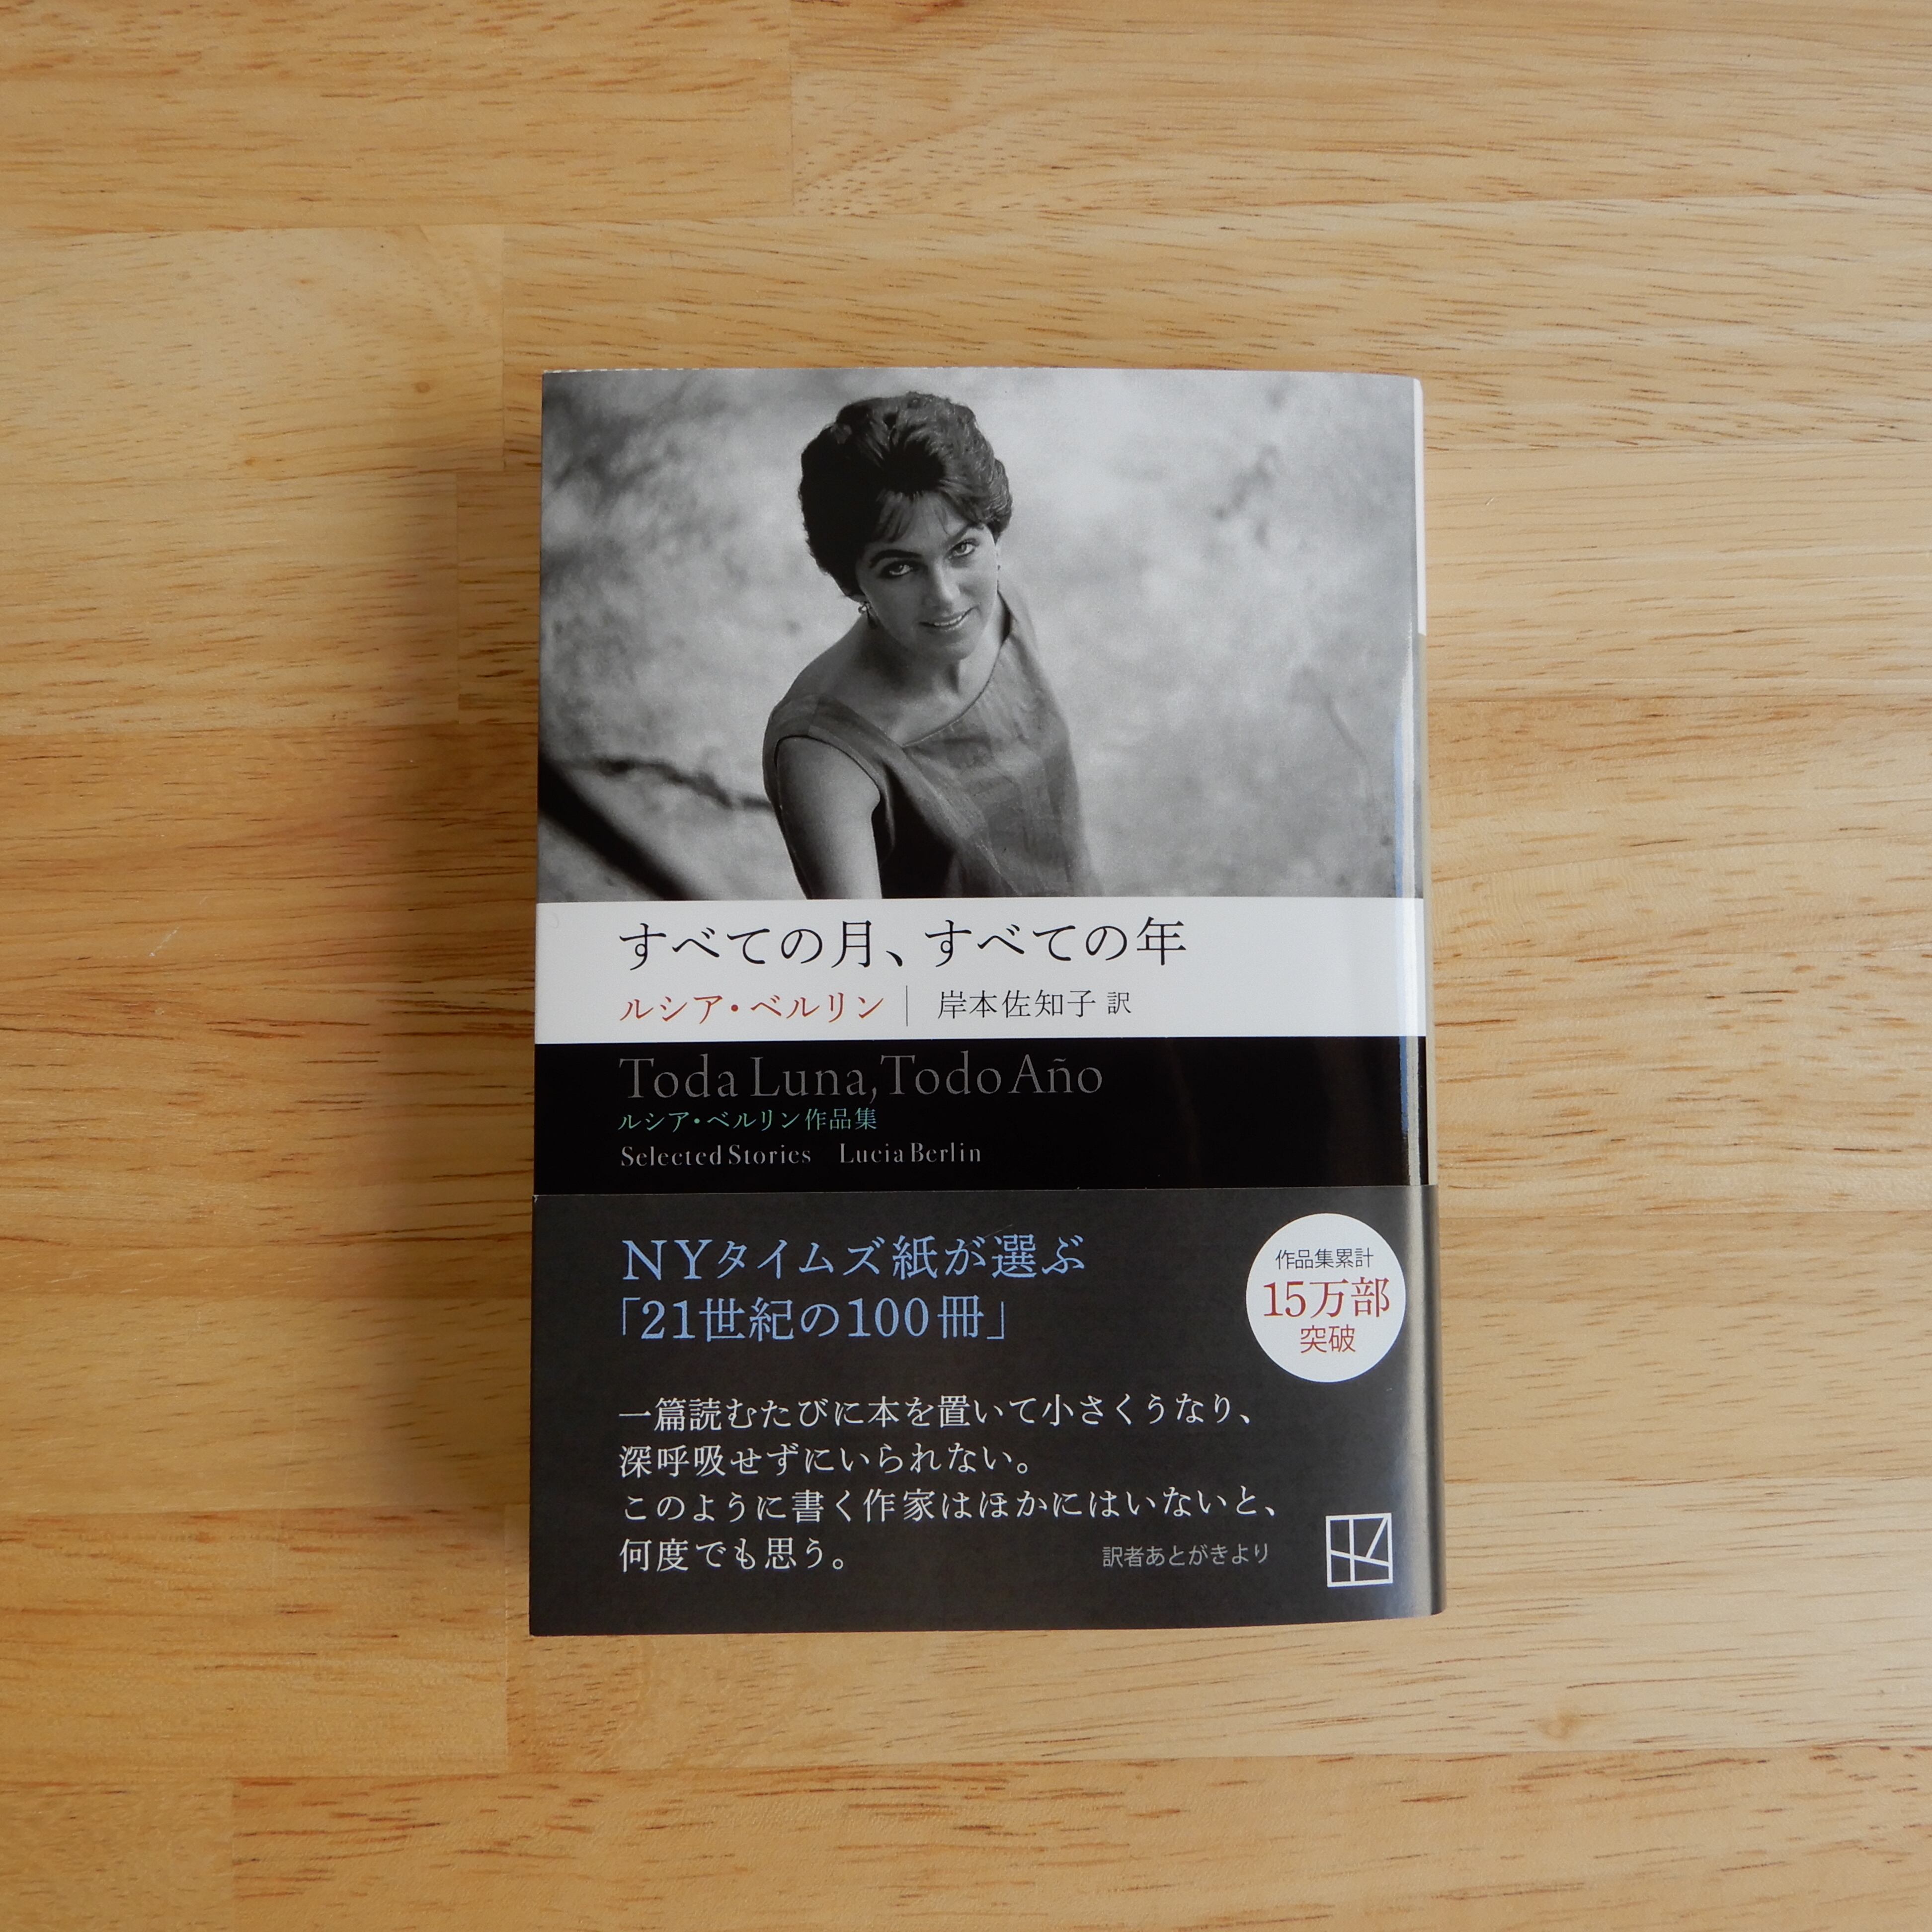 すべての月、すべての年
ルシア・ベルリン｜岸本佐知子 訳
Toda Luna, Todo Año
ルシア・ベルリン作品集
Selected Stories Lucia Berlin
NYタイムズ紙が選ぶ
「21世紀の100冊」
作品集累計
15万部
突破
一篇読むたびに本を置いて小さくうなり、
深呼吸せずにいられない。
このように書く作家はほかにはいないと、
何度でも思う。
訳者あとがきより